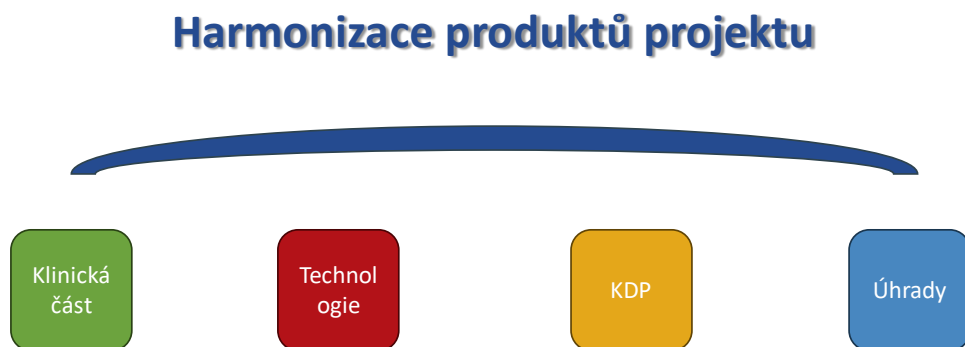 Harmonizace produktů projektu
Klinická
část
Technol
ogie
KDP
Úhrady